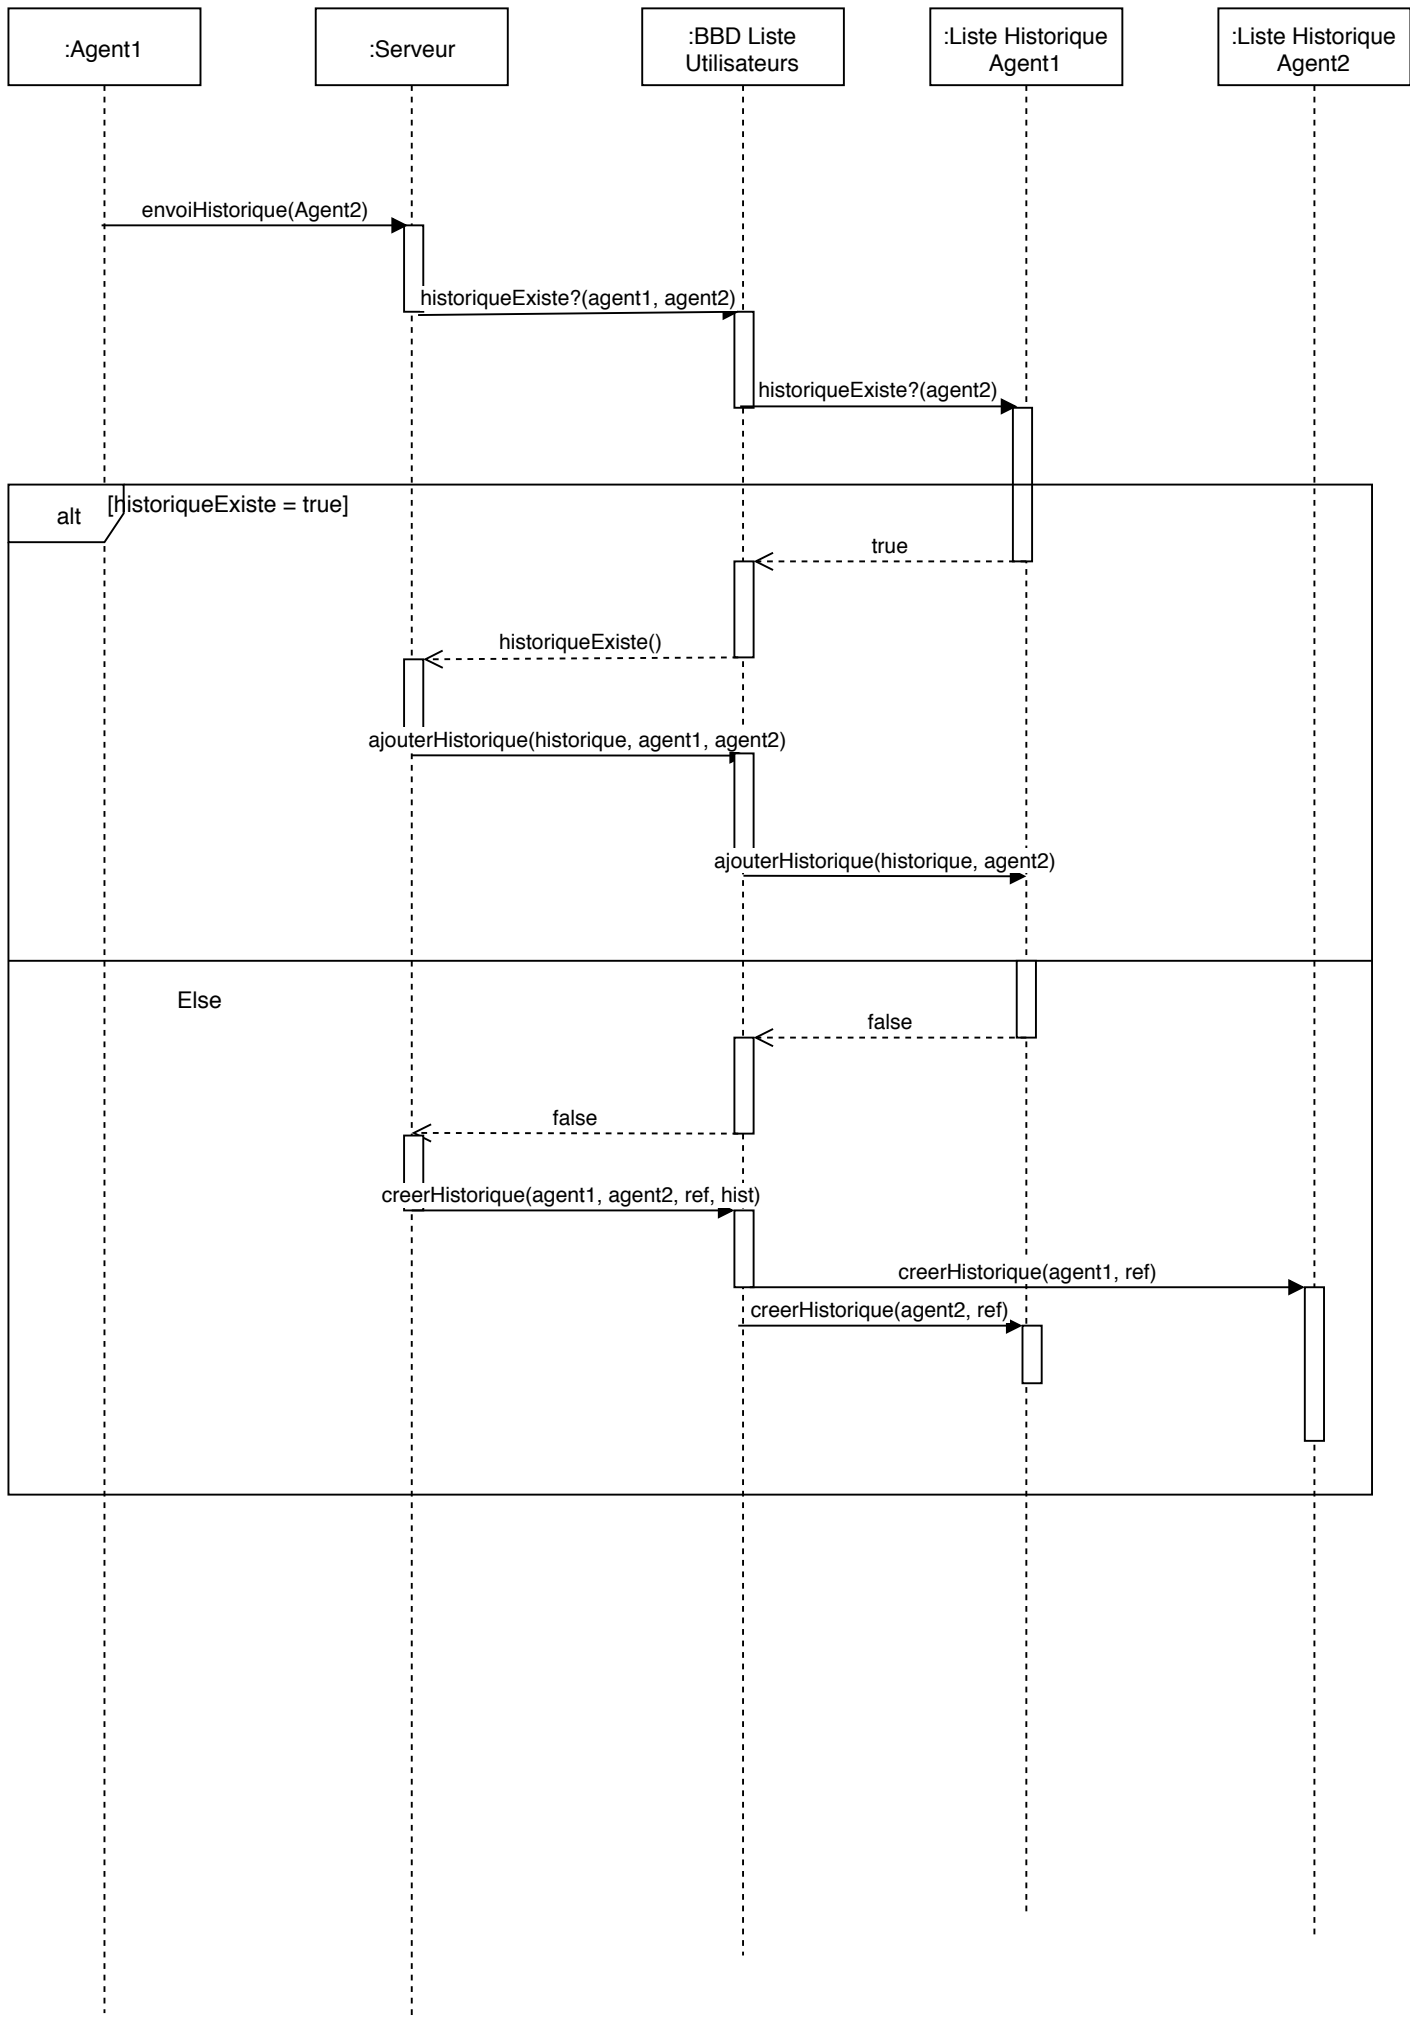 :Agent1
:Serveur
:BBD Liste
Utilisateurs
:Liste Historique
Agent1
:Liste Historique
Agent2
envoiHistorique(Agent2)
historiqueExiste?(agent1, agent2)
historiqueExiste?(agent2)
alt
[historiqueExiste = true]
true
historiqueExiste()
ajouterHistorique(historique, agent1, agent2)
ajouterHistorique(historique, agent2)
Else
false
false
creerHistorique(agent1, agent2, ref, hist)
creerHistorique(agent1, ref)
creerHistorique(agent2, ref)